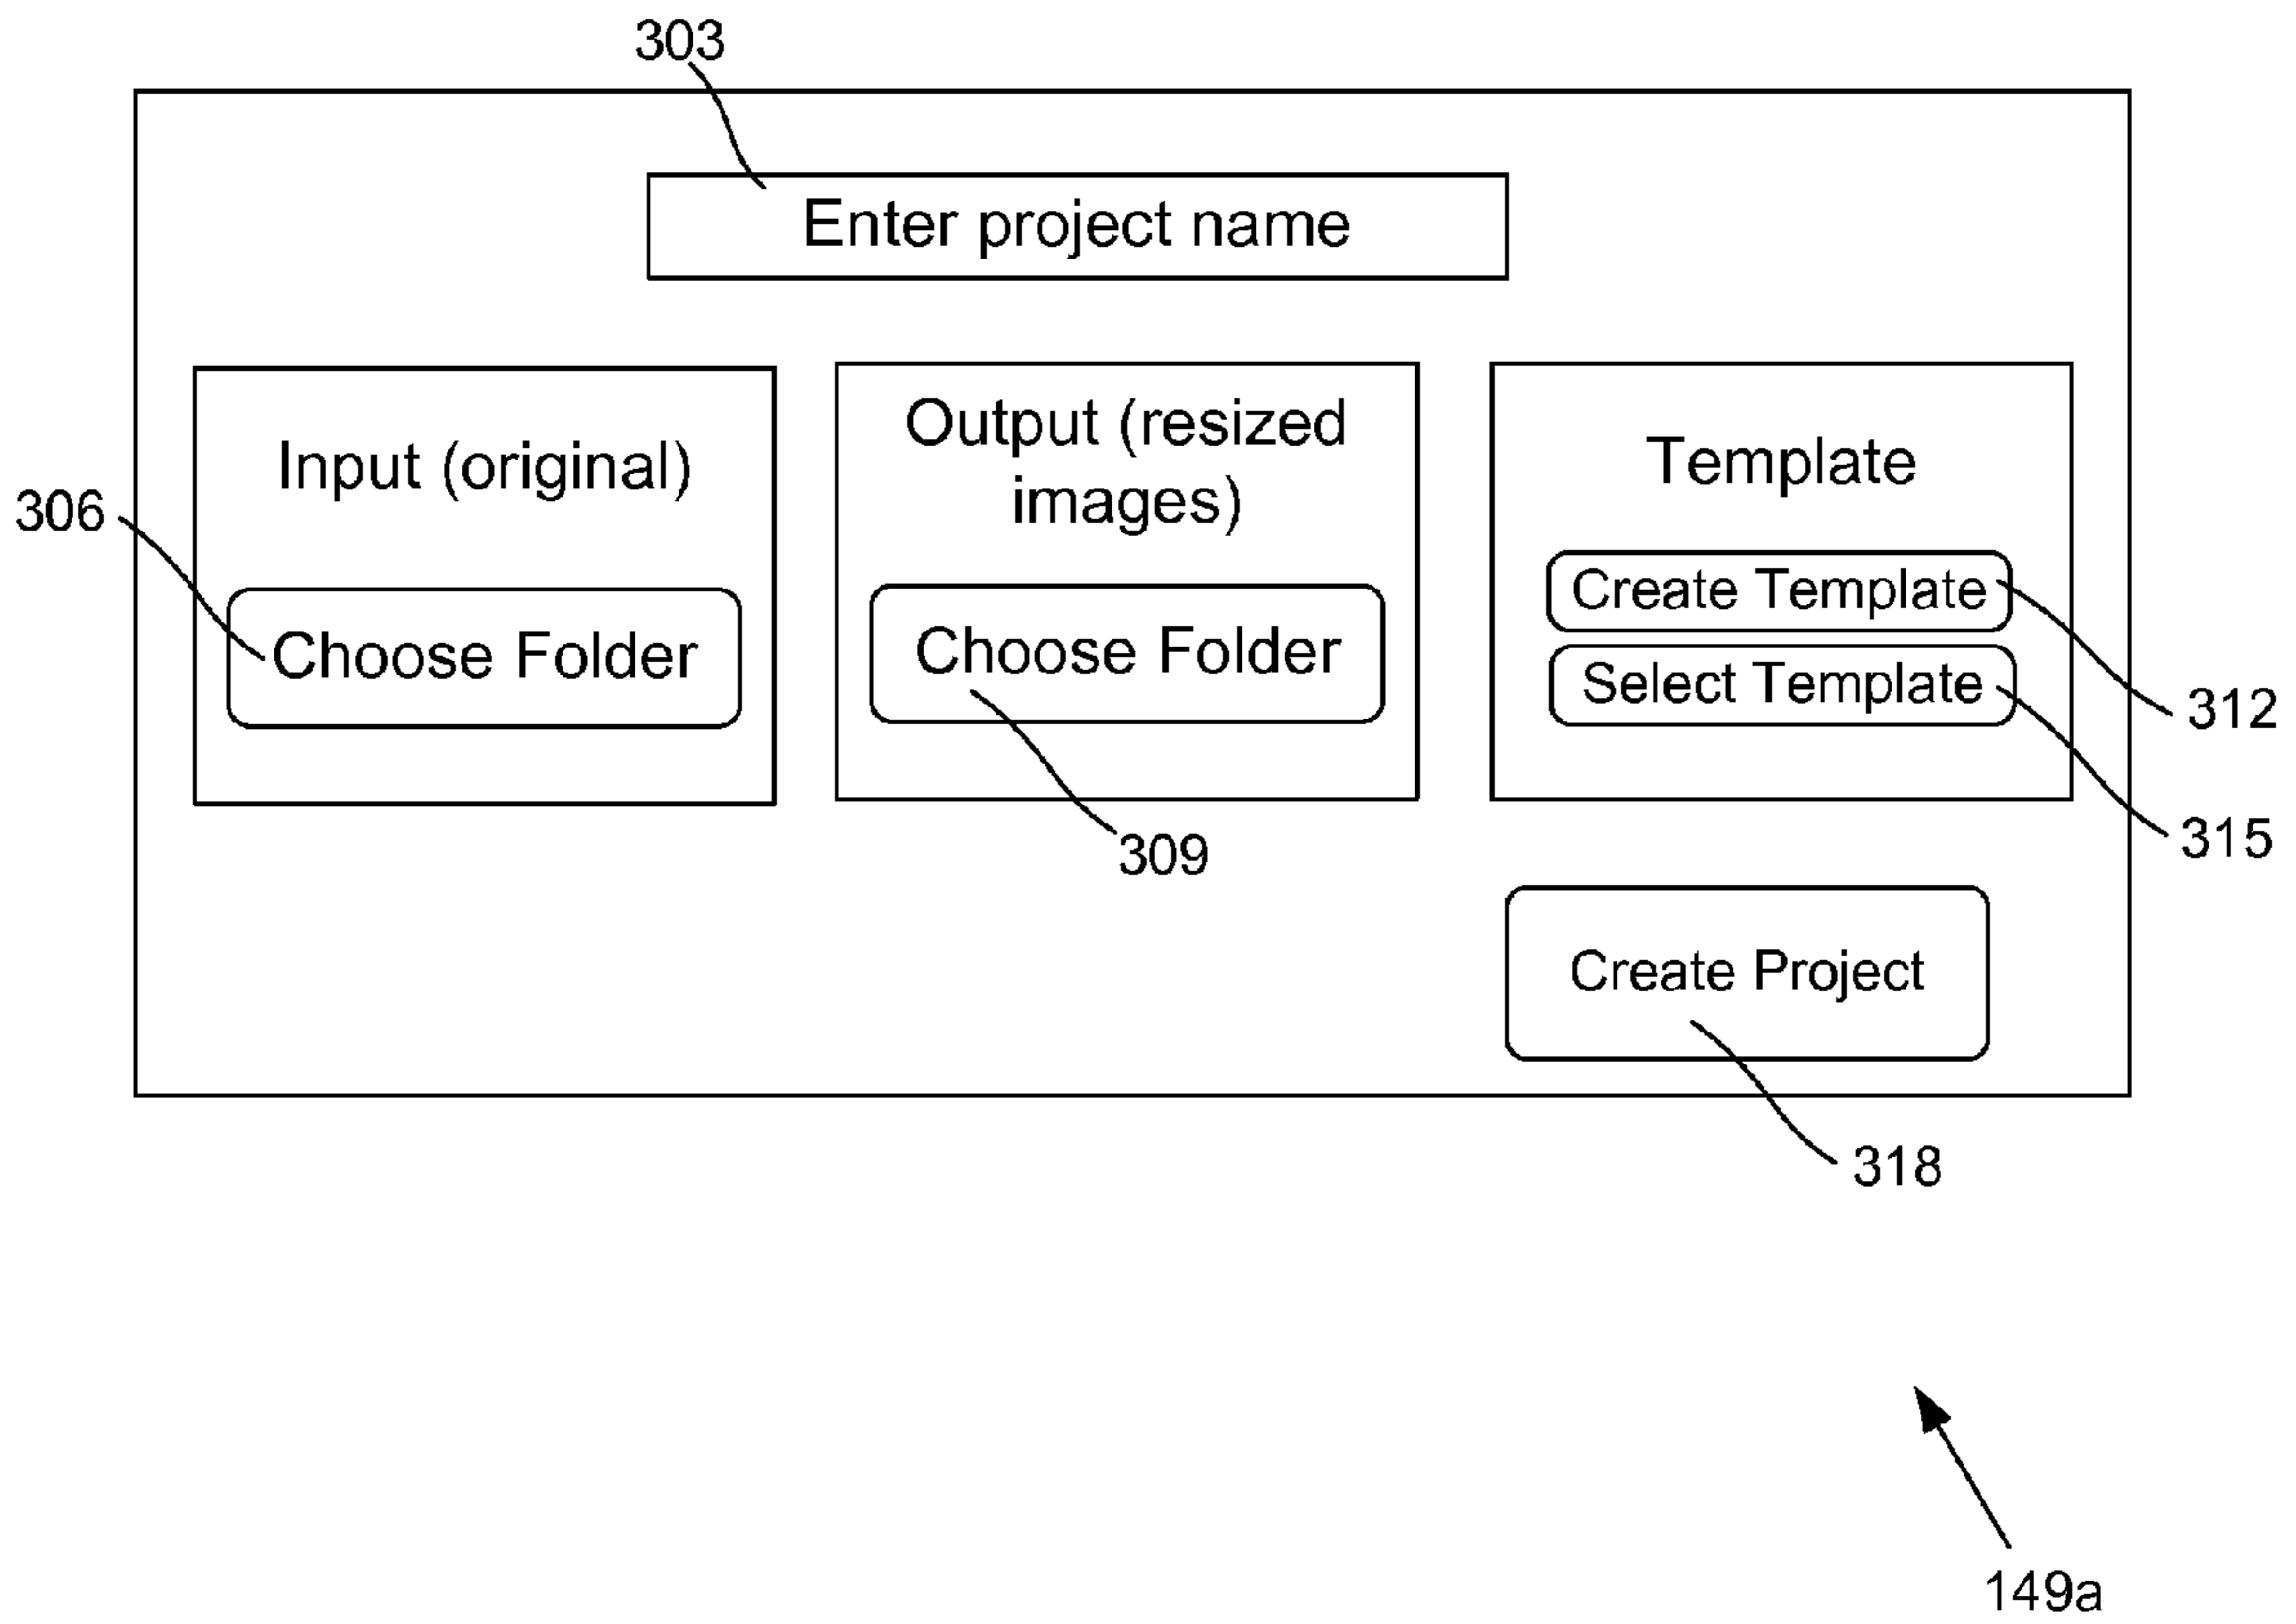 303
Enter project name
Input (original)
Output (resized
images)
Template
306
Choose Folder
Choose Folder
Create Template
Select Template
312
315
309
Create Project
318
149a